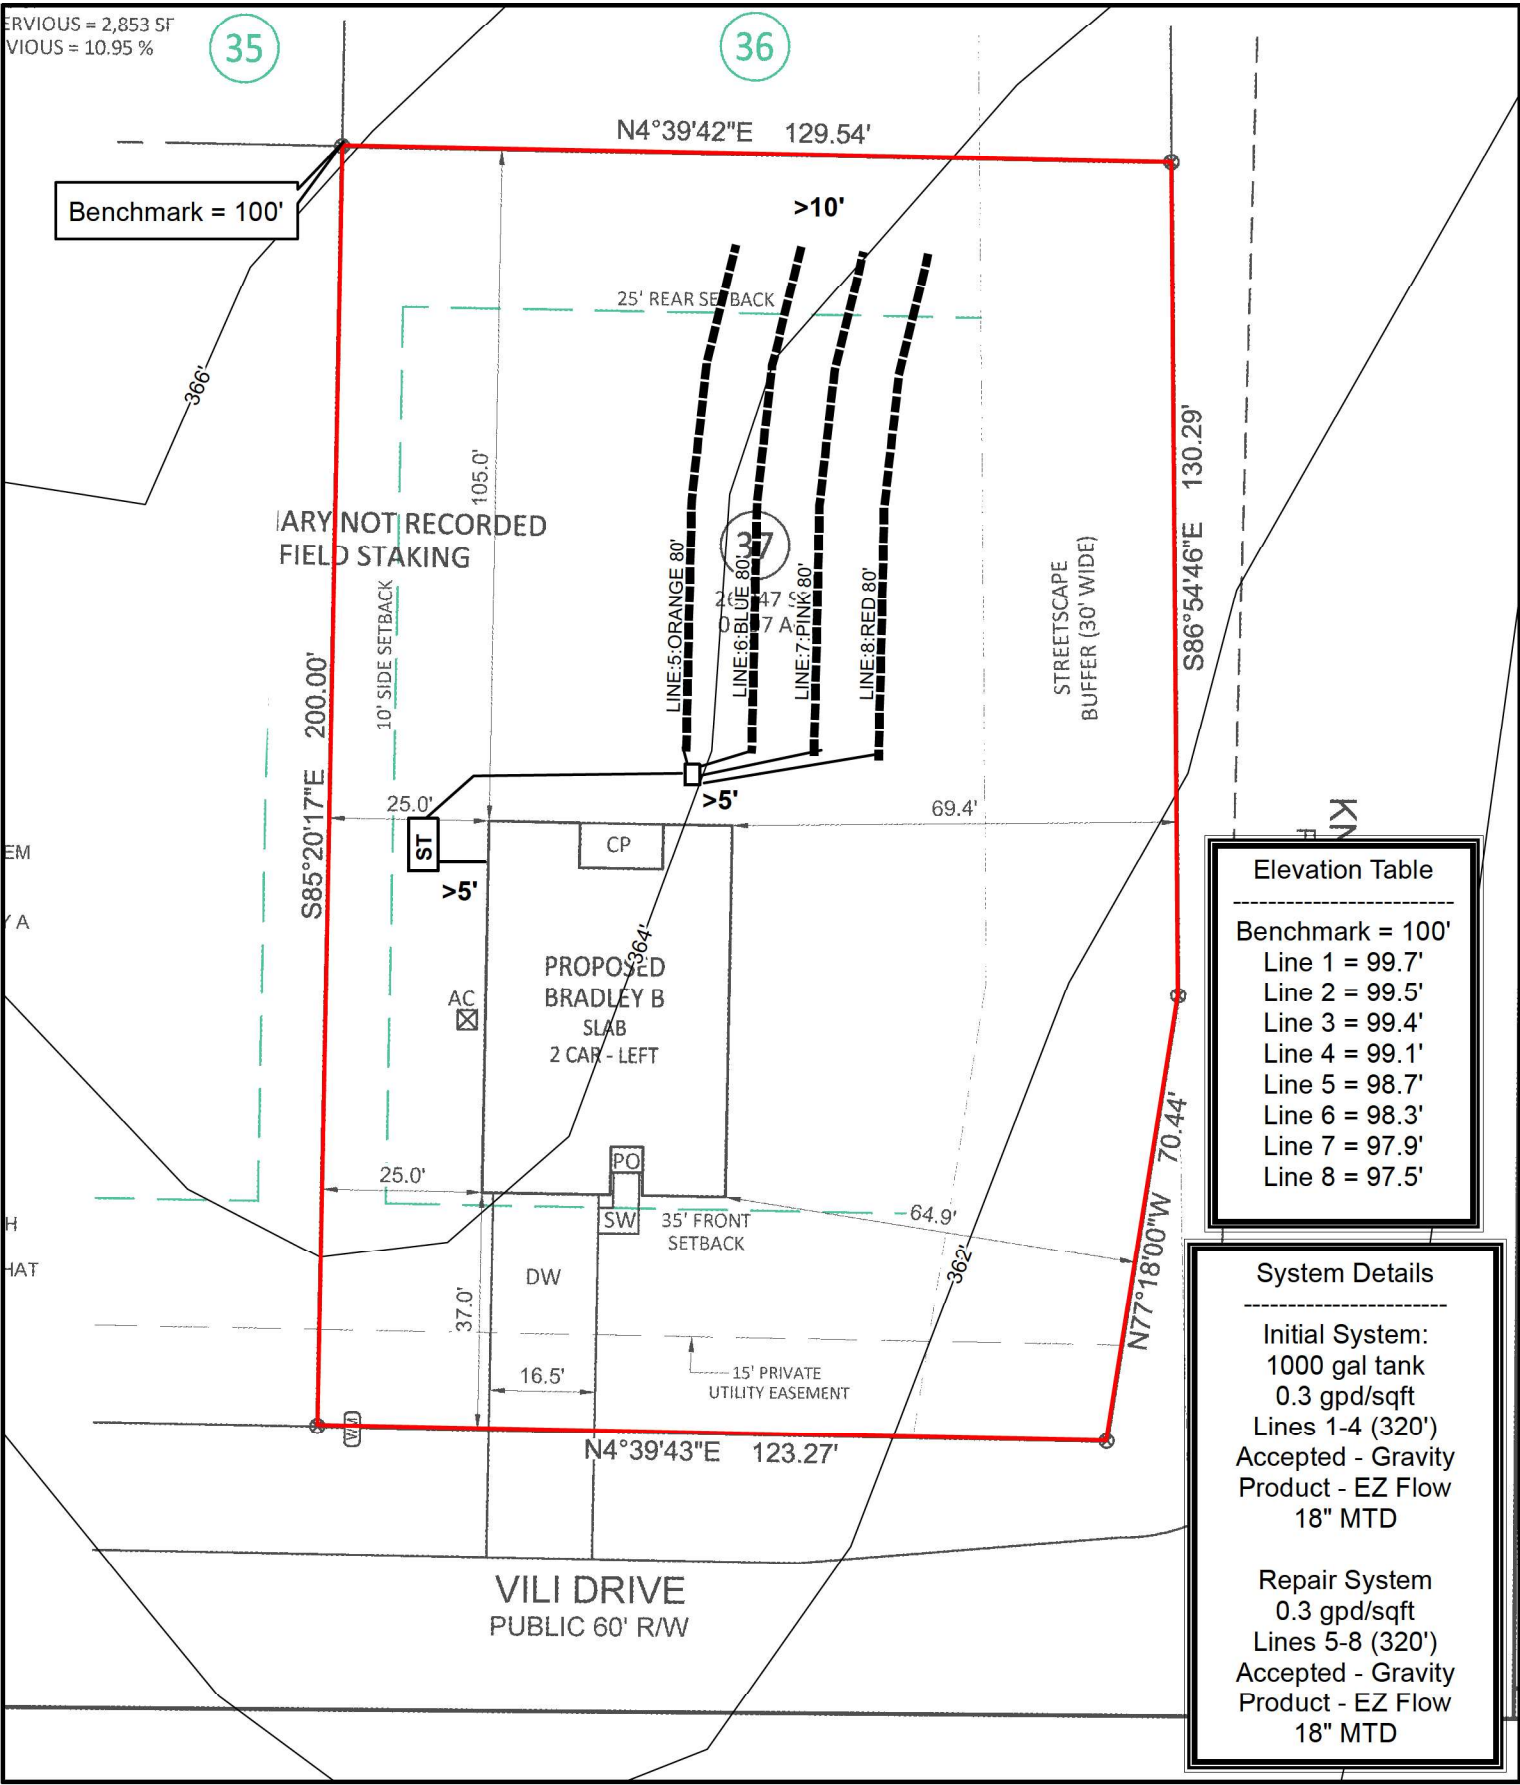 ERVIOUS = 2,853 SF
VIOUS = 10.95 %
35
36
N4°39'42"E 129.54'
Benchmark = 100'
>10'
25' REAR SETBACK
366'
105.0'
S86°54'46"E 130.29'
IARY NOT RECORDED
FIELD STAKING
37
LINE:5:ORANGE 80'
LINE:6:BLUE 80'
LINE:7:PINK 80'
LINE:8:RED 80'
STREETSCAPE
BUFFER (30' WIDE)
10' SIDE SETBACK
S85°20'17"E 200.00'
>5'
25.0'
69.4'
ST
CP
>5'
EM
Y A
364'
PROPOSED
BRADLEY B
SLAB
2 CAR - LEFT
AC
Elevation Table
Benchmark = 100'
Line 1 = 99.7'
Line 2 = 99.5'
Line 3 = 99.4'
Line 4 = 99.1'
Line 5 = 98.7'
Line 6 = 98.3'
Line 7 = 97.9'
Line 8 = 97.5'
N77°18'00"W 70.44'
PO
25.0'
SW
35' FRONT
SETBACK
64.9'
H
HAT
362'
DW
37.0'
16.5'
15' PRIVATE
UTILITY EASEMENT
WM
N4°39'43"E 123.27'
System Details
Initial System:
1000 gal tank
0.3 gpd/sqft
Lines 1-4 (320')
Accepted - Gravity
Product - EZ Flow
18" MTD
Repair System
0.3 gpd/sqft
Lines 5-8 (320')
Accepted - Gravity
Product - EZ Flow
18" MTD
VILI DRIVE
PUBLIC 60' R/W